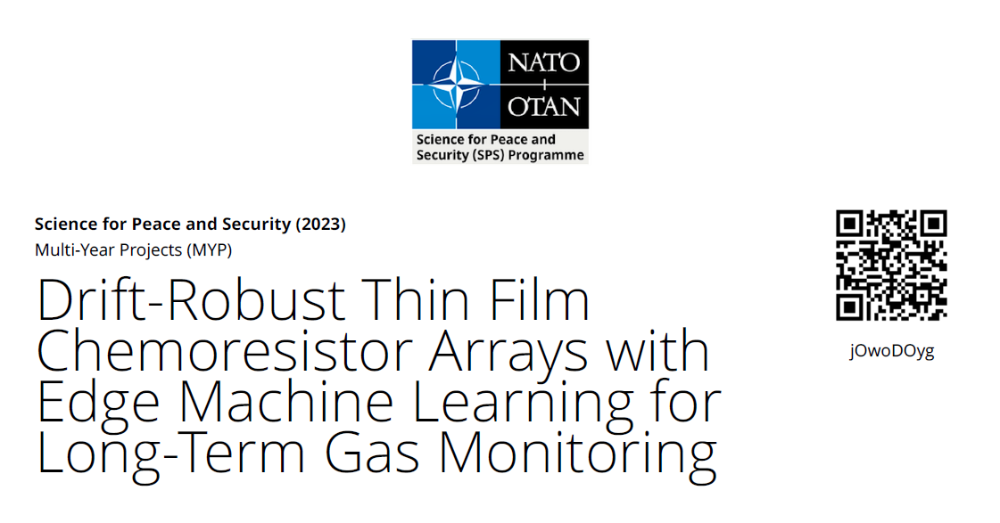 NATO
OTAN
Science for Peace and
Security (SPS) Programme
Science for Peace and Security (2023)
Multi-Year Projects (MYP)
Drift-Robust Thin Film
Chemoresistor Arrays with
Edge Machine Learning for
Long-Term Gas Monitoring
jOwoDOyg